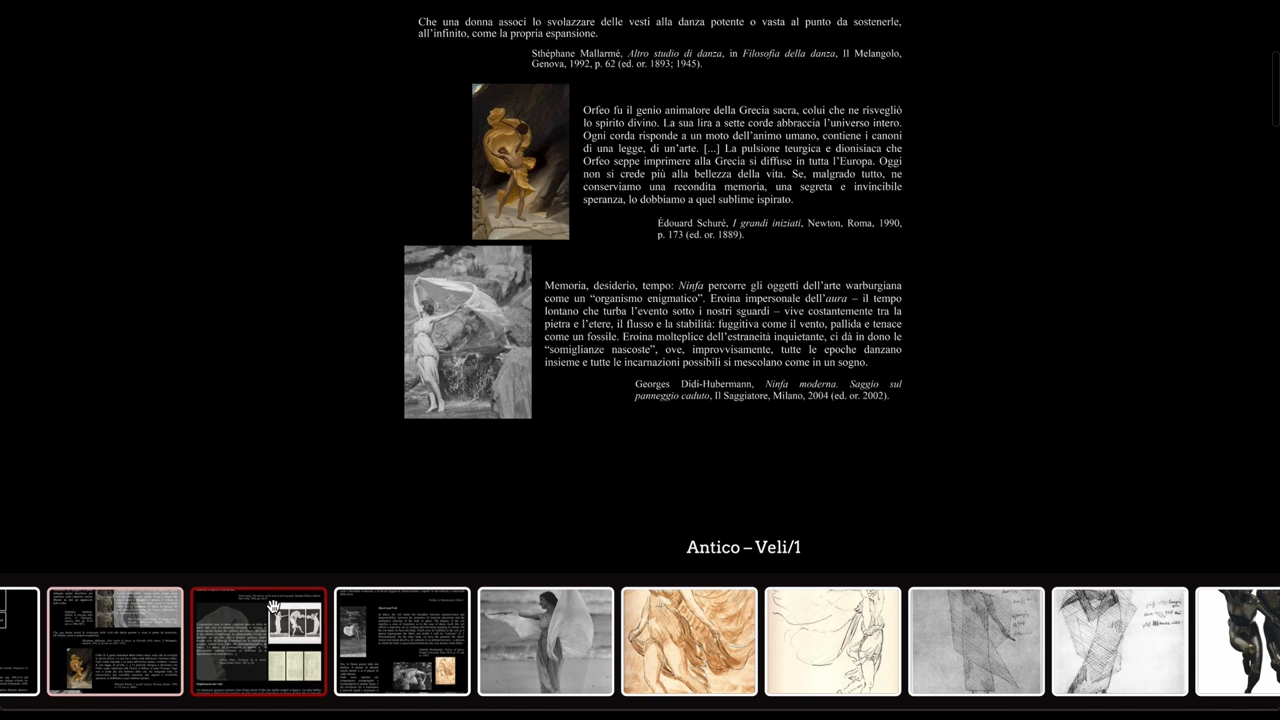 Che una donna associ lo svolazzare delle vesti alla danza potente o vasta al punto da sostenerle,
all’infinito, come la propria espansione.
Sthéphane Mallarmé, Altro studio di danza, in Filosofia della danza, Il Melangolo,
Genova, 1992, p. 62 (ed. or. 1893; 1945).
Orfeo fu il genio animatore della Grecia sacra, colui che ne risvegliò
lo spirito divino. La sua lira a sette corde abbraccia l’universo intero.
Ogni corda risponde a un moto dell’animo umano, contiene i canoni
di una legge, di un’arte. [...] La pulsione teurgica e dionisiaca che
Orfeo seppe imprimere alla Grecia si diffuse in tutta l’Europa. Oggi
non si crede più alla bellezza della vita. Se, malgrado tutto, ne
conserviamo una recondita memoria, una segreta e invincibile
speranza, lo dobbiamo a quel sublime ispirato.
Édouard Schuré, I grandi iniziati, Newton, Roma, 1990,
p. 173 (ed. or. 1889).
Memoria, desiderio, tempo: Ninfa percorre gli oggetti dell’arte warburgiana
come un “organismo enigmatico”. Eroina impersonale dell’aura – il tempo
lontano che turba l’evento sotto i nostri sguardi – vive costantemente tra la
pietra e l’etere, il flusso e la stabilità: fuggitiva come il vento, pallida e tenace
come un fossile. Eroina molteplice dell’estraneità inquietante, ci dà in dono le
“somiglianze nascoste”, ove, improvvisamente, tutte le epoche danzano
insieme e tutte le incarnazioni possibili si mescolano come in un sogno.
Georges Didi-Hubermann, Ninfa moderna. Saggio sul
panneggio caduto, Il Saggiatore, Milano, 2004 (ed. or. 2002).
Antico – Veli/1